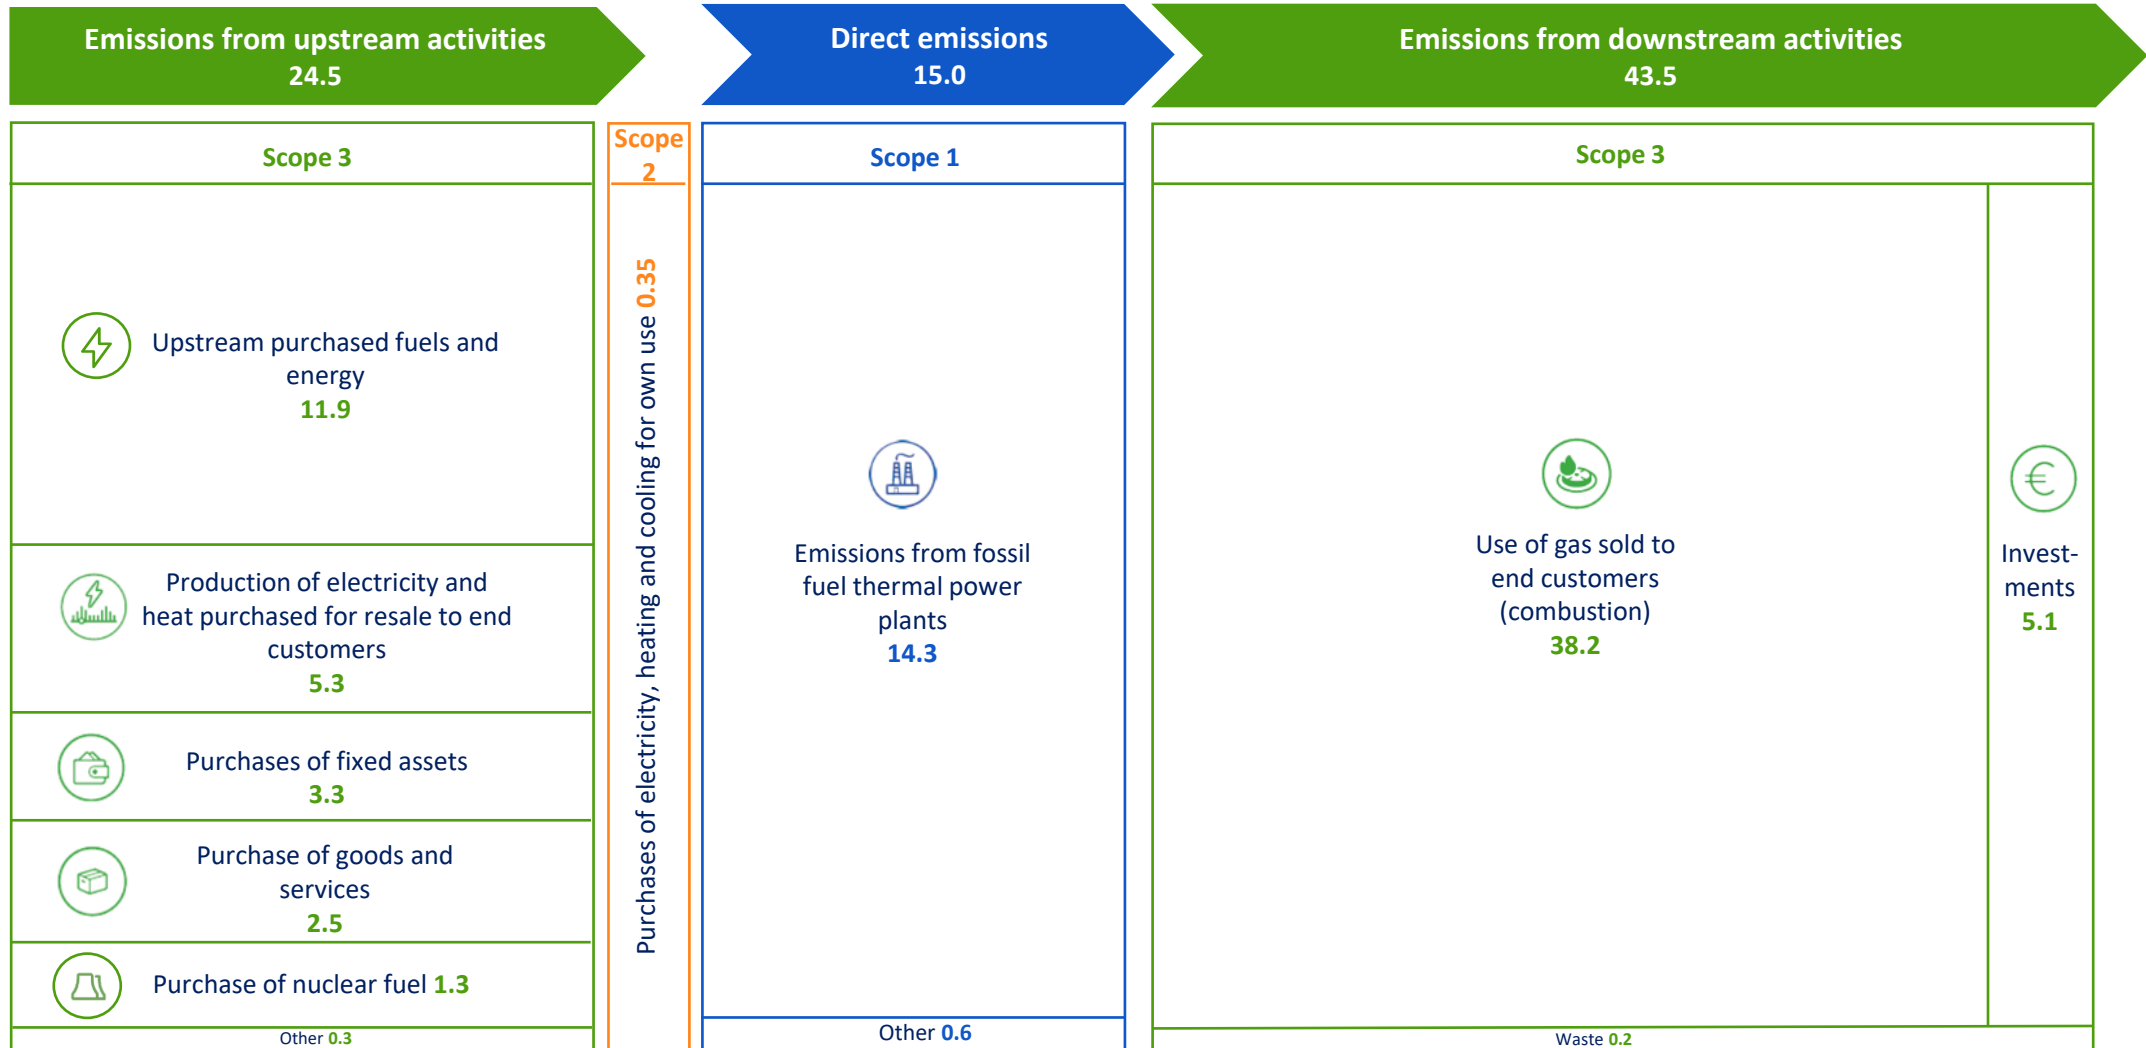 Emissions from upstream activities
24.5
Direct emissions
15.0
Emissions from downstream activities
43.5
Scope 3
Upstream purchased fuels and
energy
11.9
Production of electricity and
heat purchased for resale to end
customers
5.3
Purchases of fixed assets
3.3
Purchase of goods and
services
2.5
Purchase of nuclear fuel 1.3
Other 0.3
Scope
2
Purchases of electricity, heating and cooling for own use 0.35
Scope 1
Emissions from fossil
fuel thermal power
plants
14.3
Other 0.6
Scope 3
Use of gas sold to
end customers
(combustion)
38.2
€
Invest-
ments
5.1
Waste 0.2